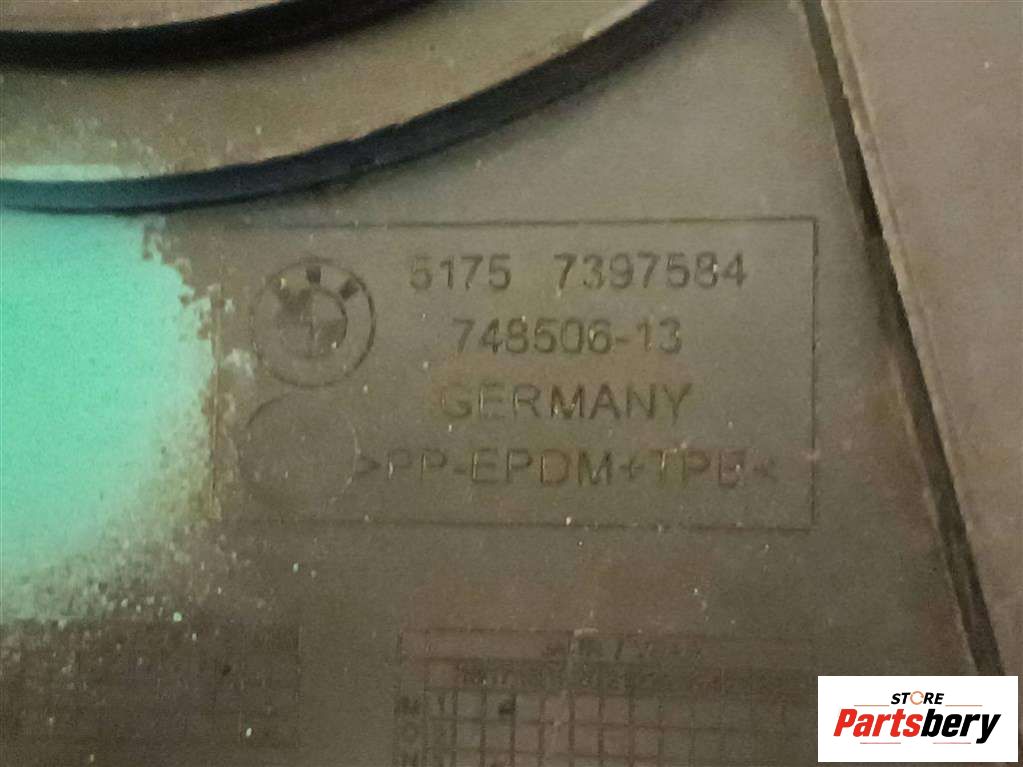 5175 7397584
748506-13
GERMANY
>PP-EPDM+TPE<
STORE
Partsbery